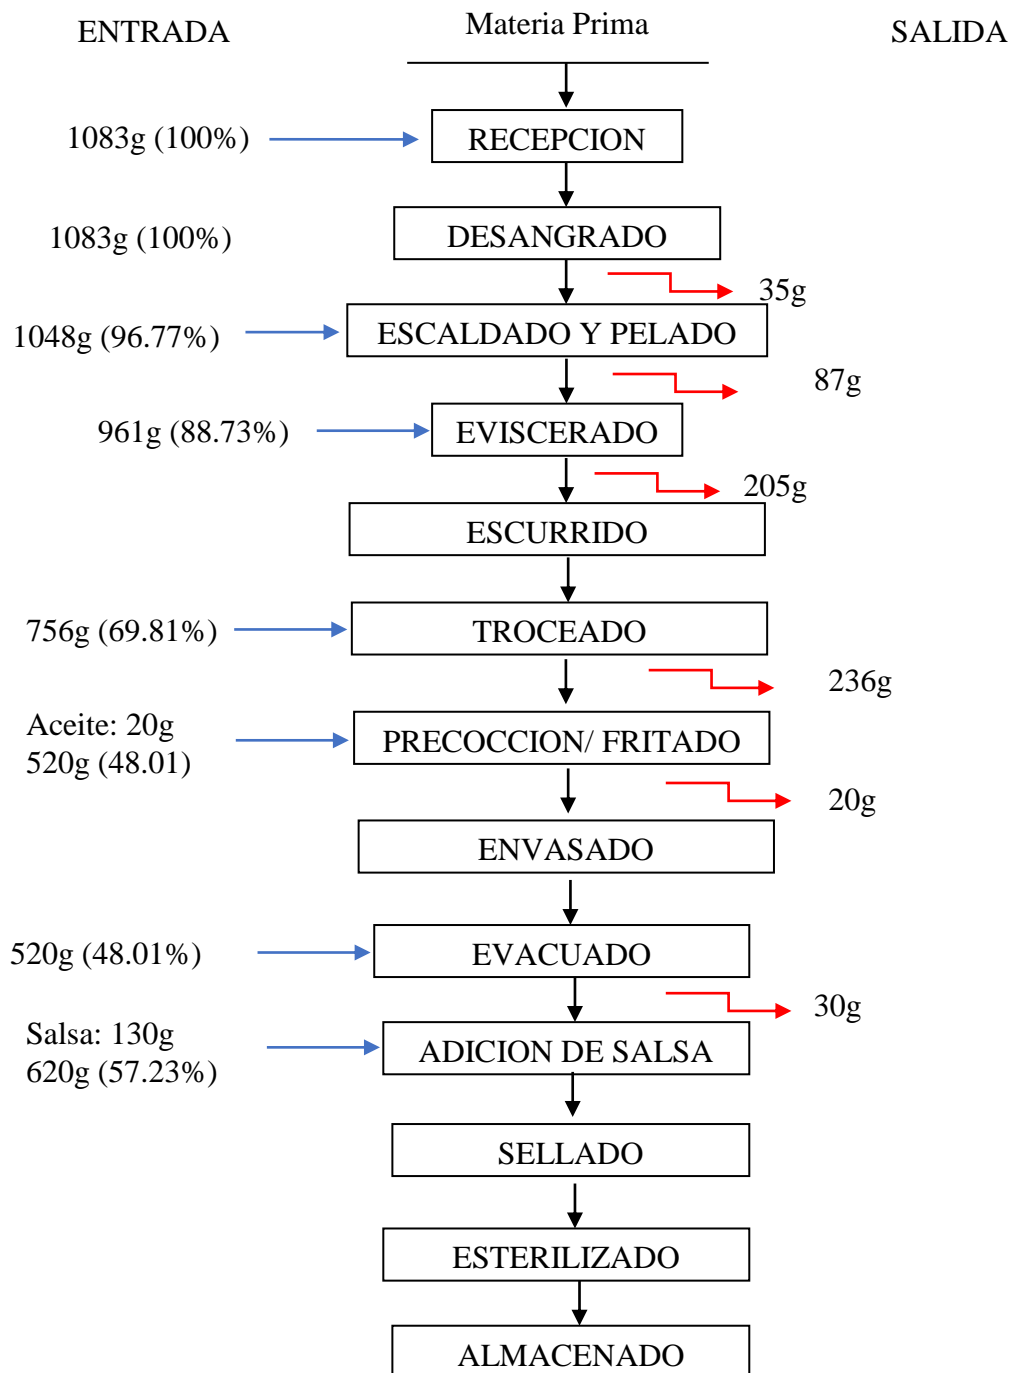 ENTRADA
Materia Prima
SALIDA
1083g (100%)
RECEPCION
1083g (100%)
DESANGRADO
35g
1048g (96.77%)
ESCALDADO Y PELADO
87g
961g (88.73%)
EVISCERADO
205g
ESCURRIDO
756g (69.81%)
TROCEADO
236g
Aceite: 20g
520g (48.01)
PRECOCCION/ FRITADO
20g
ENVASADO
520g (48.01%)
EVACUADO
30g
Salsa: 130g
620g (57.23%)
ADICION DE SALSA
SELLADO
ESTERILIZADO
ALMACENADO